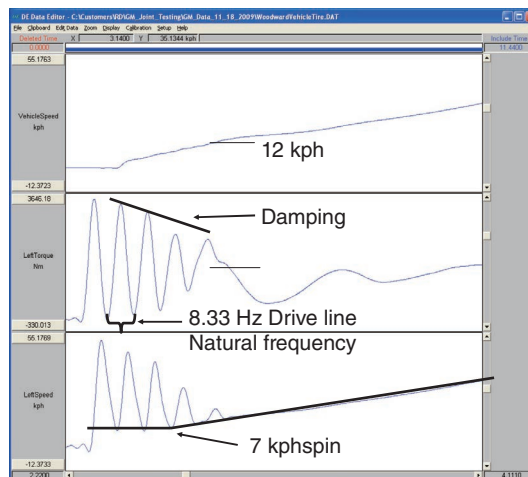 DE Data Editor - C:\Customers\RD\GM_Joint_Testing\GM_Data_11_18_2009\WoodwardVehicleTire.DAT
File Clipboard Edit Data Zoom Display Calibration Setup Help
Deleted Time X 3.1400 Y 35.1344 kph Include Time
0.0000 11.4400
55.1763
VehicleSpeed
kph
12 kph
-12.3723
3646.18
Damping
LeftTorque
Nm
-330.013
8.33 Hz Drive line
Natural frequency
55.1769
LeftSpeed
kph
7 kphspin
-12.3733
2.2200 4.1110